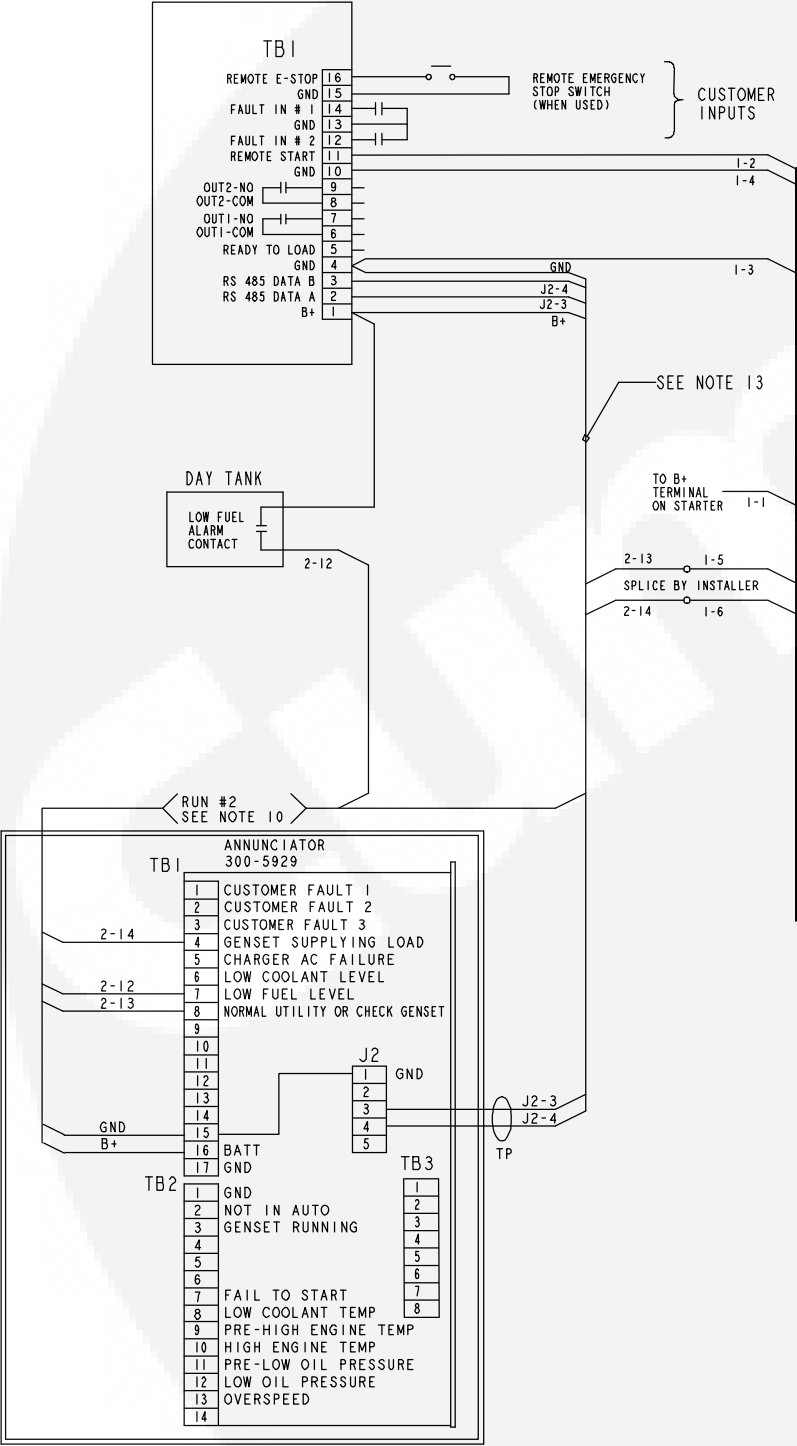 TB1
REMOTE E-STOP 16
GND 15
FAULT IN # 1 14
GND 13
FAULT IN # 2 12
REMOTE START 11
GND 10
OUT2-NO 9
OUT2-COM 8
OUT1-NO 7
OUT1-COM 6
READY TO LOAD 5
GND 4
RS 485 DATA B 3
RS 485 DATA A 2
B+ 1
REMOTE EMERGENCY
STOP SWITCH
(WHEN USED)
CUSTOMER
INPUTS
1-2
1-4
GND
1-3
J2-4
J2-3
B+
SEE NOTE 13
DAY TANK
LOW FUEL
ALARM
CONTACT
2-12
TO B+
TERMINAL
ON STARTER
1-1
2-13 1-5
SPLICE BY INSTALLER
2-14 1-6
RUN #2
SEE NOTE 10
ANNUNCIATOR
300-5929
TB1
1 CUSTOMER FAULT 1
2 CUSTOMER FAULT 2
3 CUSTOMER FAULT 3
2-14 4 GENSET SUPPLYING LOAD
5 CHARGER AC FAILURE
6 LOW COOLANT LEVEL
2-12 7 LOW FUEL LEVEL
2-13 8 NORMAL UTILITY OR CHECK GENSET
9
10
11
12
13
14
GND 15
B+ 16 BATT
17 GND
J2
1 GND
2
3
4
5
J2-3
J2-4
TP
TB2
1 GND
2 NOT IN AUTO
3 GENSET RUNNING
4
5
6
7 FAIL TO START
8 LOW COOLANT TEMP
9 PRE-HIGH ENGINE TEMP
10 HIGH ENGINE TEMP
11 PRE-LOW OIL PRESSURE
12 LOW OIL PRESSURE
13 OVERSPEED
14
TB3
1
2
3
4
5
6
7
8